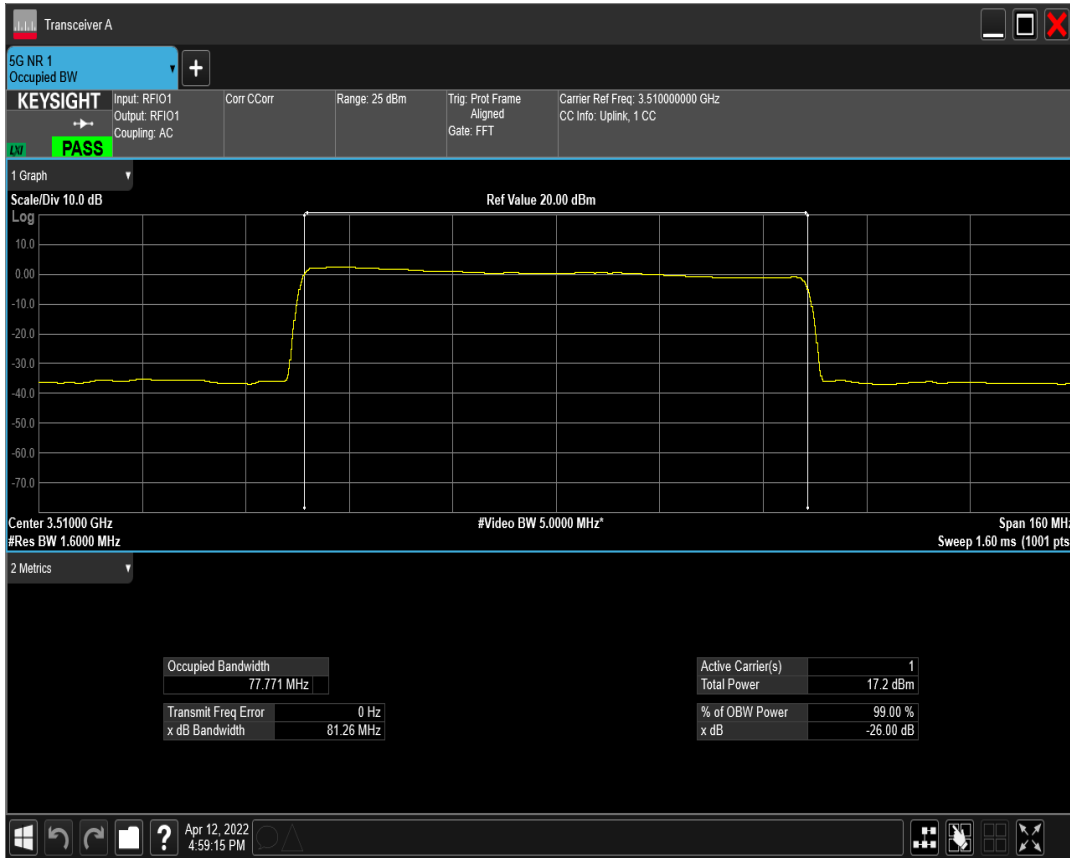 Transceiver A
5G NR 1
Occupied BW
KEYSIGHT
LXI
PASS
Input: RFIO1
Output: RFIO1
Coupling: AC
Corr CCorr
Range: 25 dBm
Trig: Prot Frame
Aligned
Gate: FFT
Carrier Ref Freq: 3.510000000 GHz
CC Info: Uplink, 1 CC
1 Graph
Scale/Div 10.0 dB
Ref Value 20.00 dBm
Log
10.0
0.00
-10.0
-20.0
-30.0
-40.0
-50.0
-60.0
-70.0
Center 3.51000 GHz
#Video BW 5.0000 MHz*
Span 160 MHz
#Res BW 1.6000 MHz
Sweep 1.60 ms (1001 pts
2 Metrics
Occupied Bandwidth
77.771 MHz
Transmit Freq Error 0 Hz
x dB Bandwidth 81.26 MHz
Active Carrier(s) 1
Total Power 17.2 dBm
% of OBW Power 99.00 %
x dB -26.00 dB
?
Apr 12, 2022
4:59:15 PM